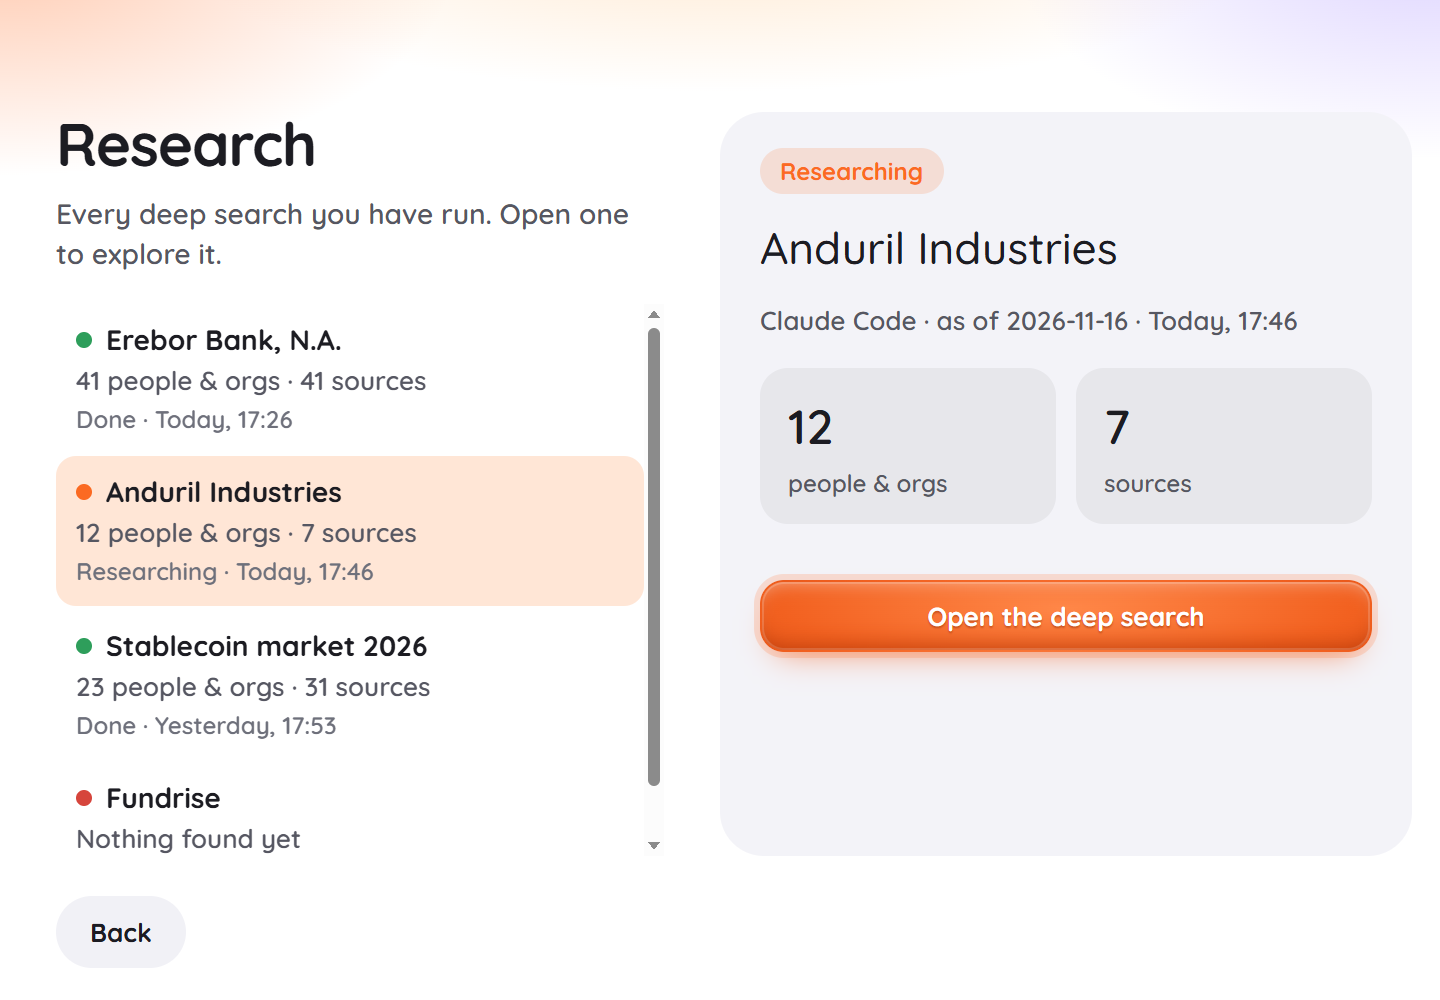 Research
Every deep search you have run. Open one
to explore it.
Erebor Bank, N.A.
41 people & orgs · 41 sources
Done · Today, 17:26
Anduril Industries
12 people & orgs · 7 sources
Researching · Today, 17:46
Stablecoin market 2026
23 people & orgs · 31 sources
Done · Yesterday, 17:53
Fundrise
Nothing found yet
Back
Researching
Anduril Industries
Claude Code · as of 2026-11-16 · Today, 17:46
12
people & orgs
7
sources
Open the deep search